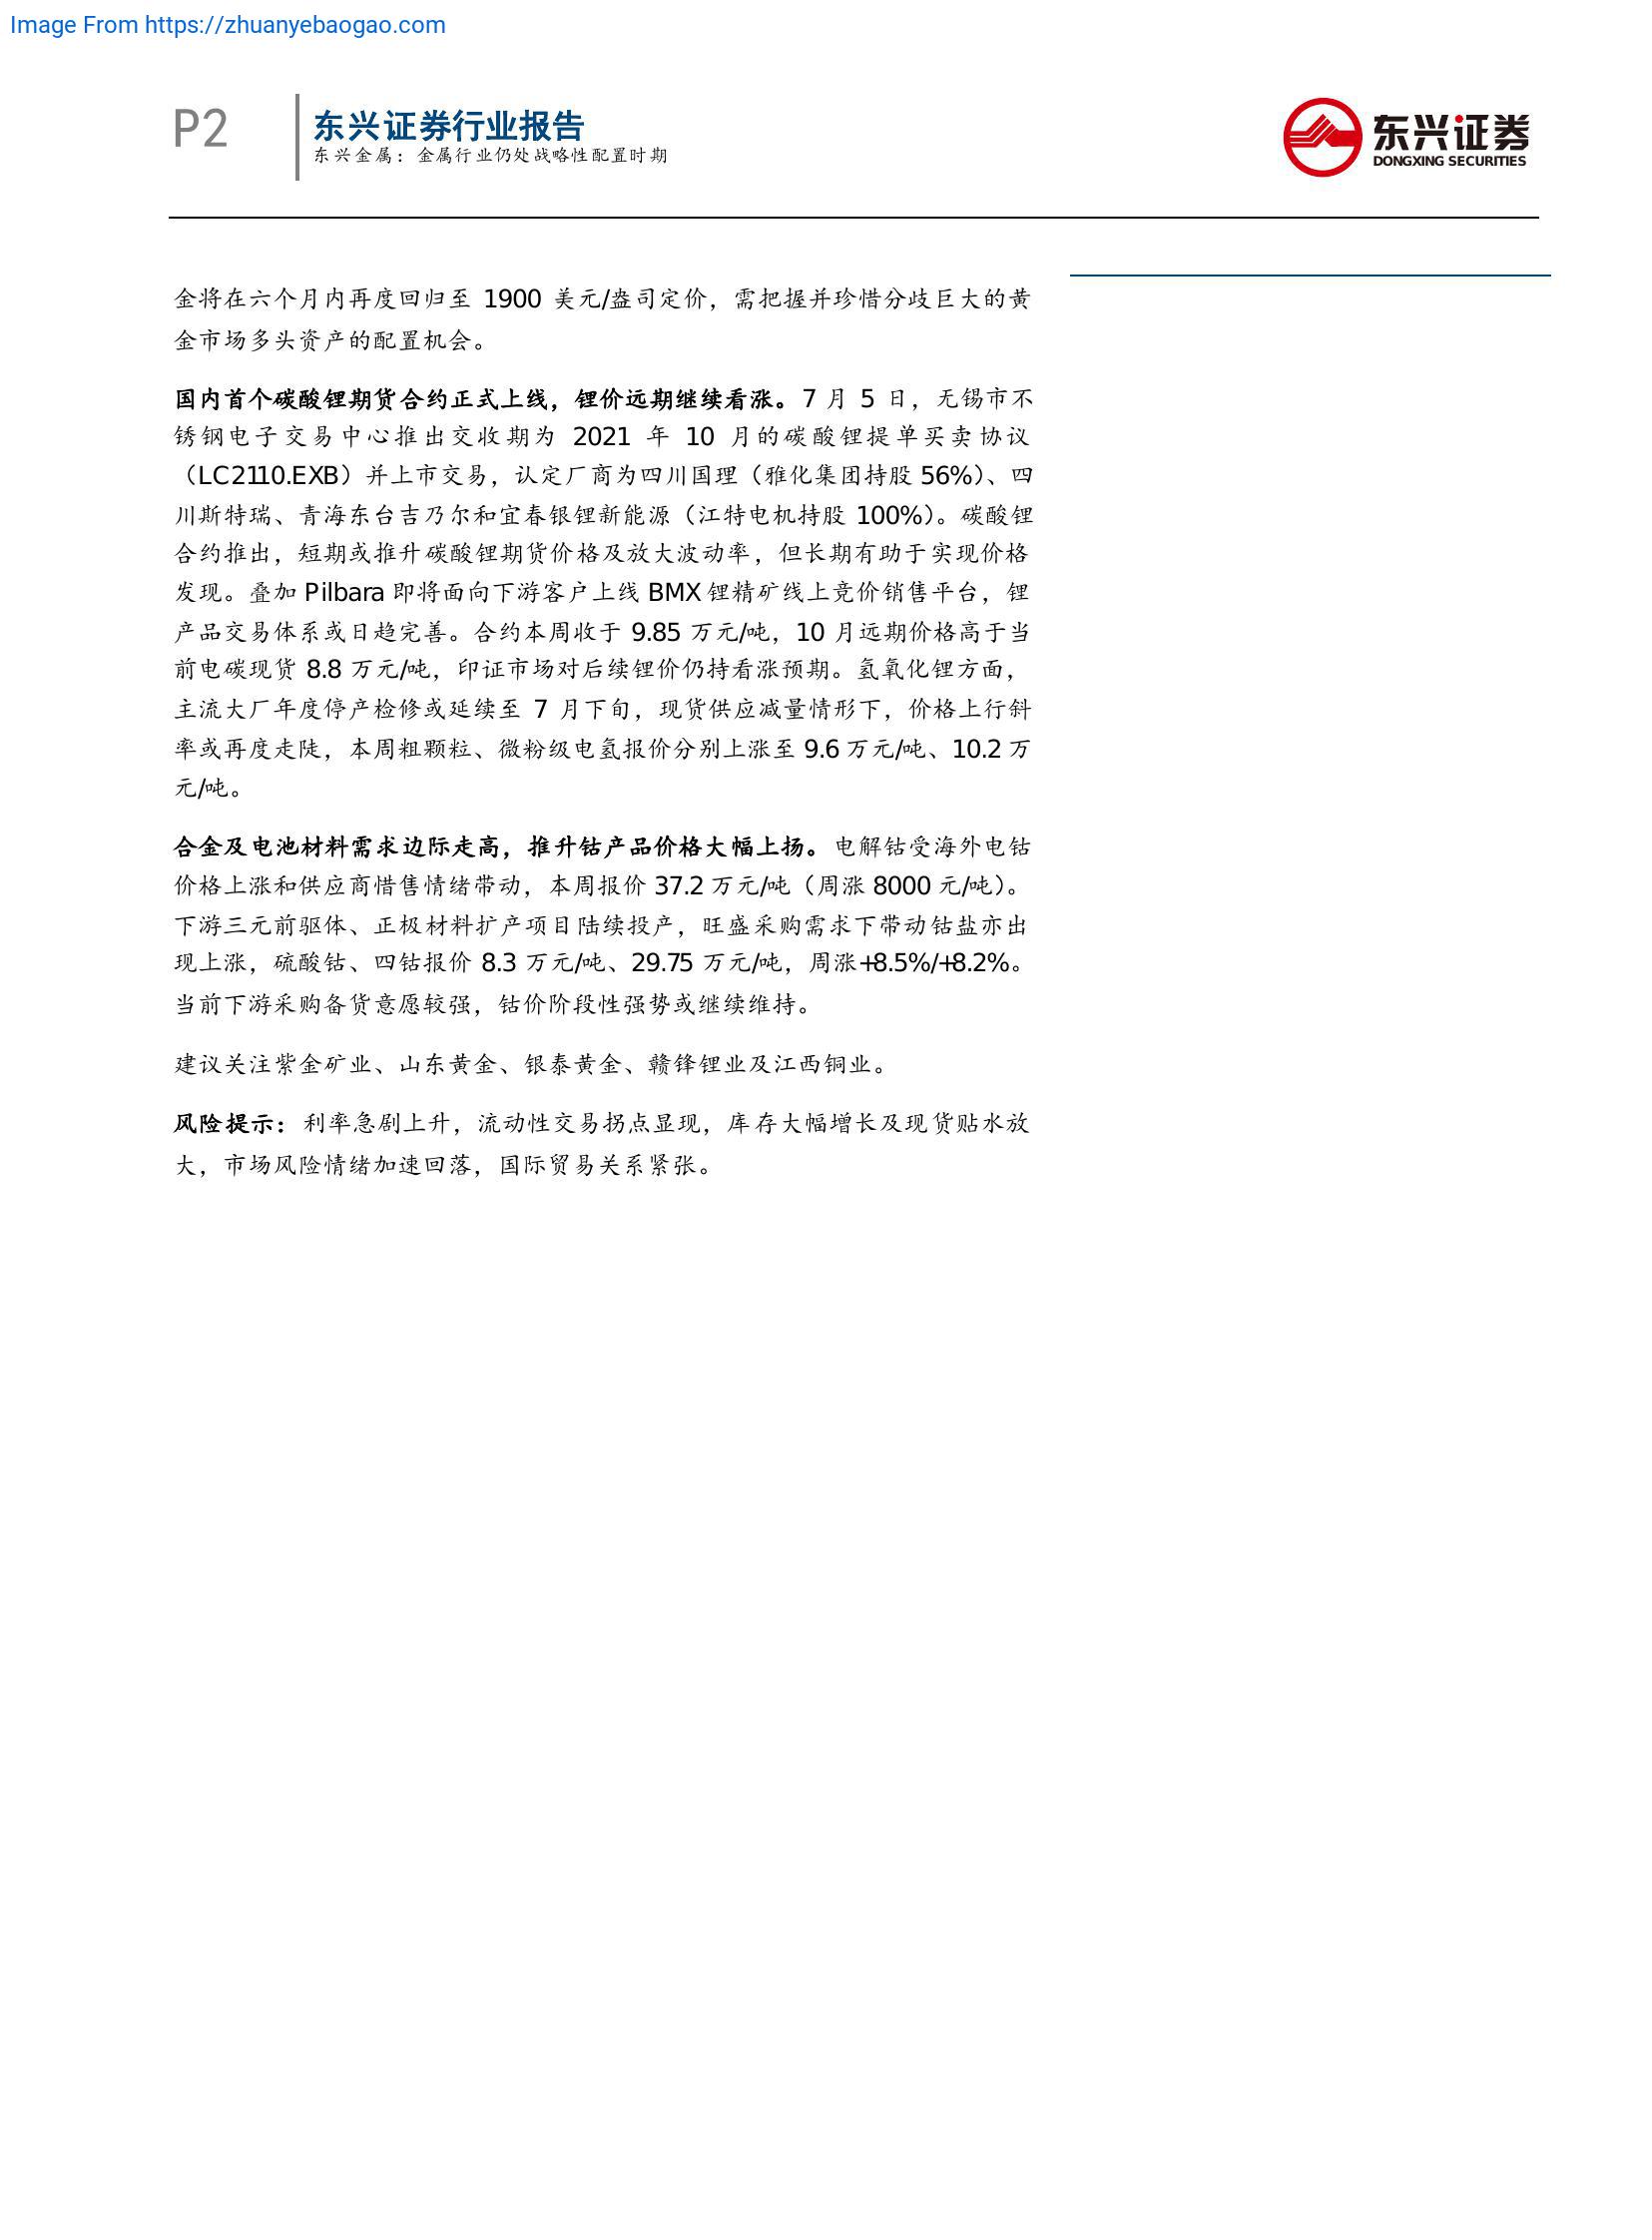 Image From https://zhuanyebaogao.com
P2
东兴证券行业报告
东兴金属：金属行业仍处战略性配置时期
东兴证券
DONGXING SECURITIES
金将在六个月内再度回归至 1900 美元/盎司定价，需把握并珍惜分歧巨大的黄
金市场多头资产的配置机会。
国内首个碳酸锂期货合约正式上线，锂价远期继续看涨。7 月 5 日，无锡市不
锈钢电子交易中心推出交收期为 2021 年 10 月的碳酸锂提单买卖协议
（LC2110.EXB）并上市交易，认定厂商为四川国理（雅化集团持股 56%）、四
川斯特瑞、青海东台吉乃尔和宜春银锂新能源（江特电机持股 100%）。碳酸锂
合约推出，短期或推升碳酸锂期货价格及放大波动率，但长期有助于实现价格
发现。叠加 Pilbara 即将面向下游客户上线 BMX 锂精矿线上竞价销售平台，锂
产品交易体系或日趋完善。合约本周收于 9.85 万元/吨，10 月远期价格高于当
前电碳现货 8.8 万元/吨，印证市场对后续锂价仍持看涨预期。氢氧化锂方面，
主流大厂年度停产检修或延续至 7 月下旬，现货供应减量情形下，价格上行斜
率或再度走陡，本周粗颗粒、微粉级电氢报价分别上涨至 9.6 万元/吨、10.2 万
元/吨。
合金及电池材料需求边际走高，推升钴产品价格大幅上扬。电解钴受海外电钴
价格上涨和供应商惜售情绪带动，本周报价 37.2 万元/吨（周涨 8000 元/吨）。
下游三元前驱体、正极材料扩产项目陆续投产，旺盛采购需求下带动钴盐亦出
现上涨，硫酸钴、四钴报价 8.3 万元/吨、29.75 万元/吨，周涨+8.5%/+8.2%。
当前下游采购备货意愿较强，钴价阶段性强势或继续维持。
建议关注紫金矿业、山东黄金、银泰黄金、赣锋锂业及江西铜业。
风险提示：利率急剧上升，流动性交易拐点显现，库存大幅增长及现货贴水放
大，市场风险情绪加速回落，国际贸易关系紧张。